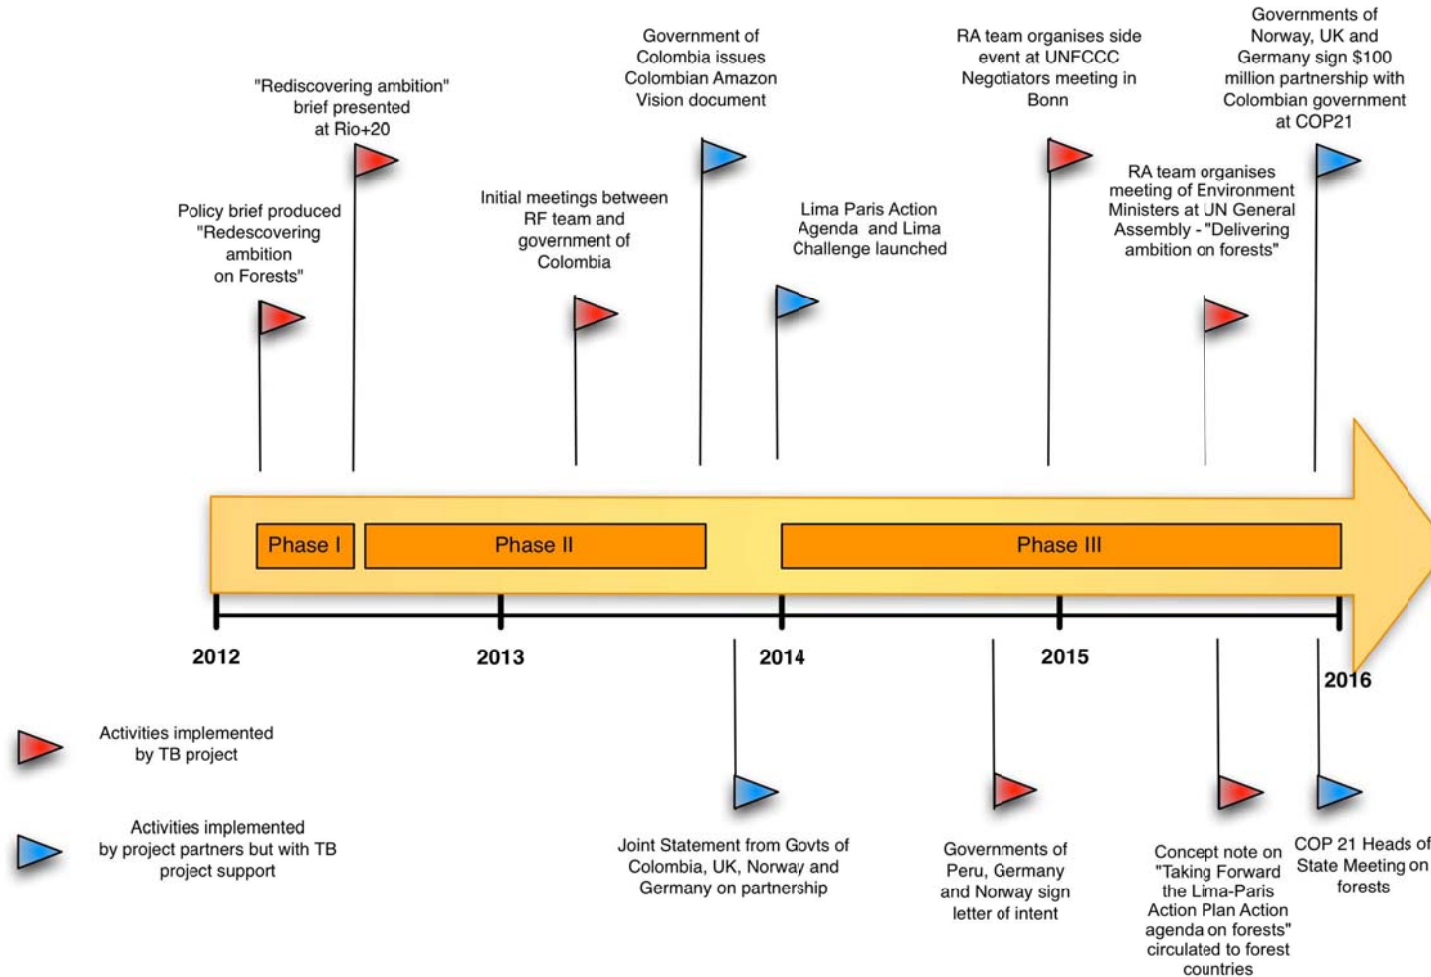 "Rediscovering ambition"
brief presented
at Rio+20
Policy brief produced
"Redescovering
ambition
on Forests"
Initial meetings between
RF team and
government of
Colombia
Government of
Colombia issues
Colombian Amazon
Vision document
Lima Paris Action
Agenda and Lima
Challenge launched
RA team organises side
event at UNFCCC
Negotiators meeting in
Bonn
RA team organises
meeting of Environment
Ministers at UN General
Assembly - "Delivering
ambition on forests"
Governments of
Norway, UK and
Germany sign $100
million partnership with
Colombian government
at COP21
Phase I
Phase II
Phase III
2012
2013
2014
2015
2016
Activities implemented
by TB project
Activities implemented
by project partners but with TB
project support
Joint Statement from Govts of
Colombia, UK, Norway and
Germany on partnership
Governments of
Peru, Germany
and Norway sign
letter of intent
Concept note on
"Taking Forward
the Lima-Paris
Action Plan Action
agenda on forests"
circulated to forest
countries
COP 21 Heads of
State Meeting on
forests